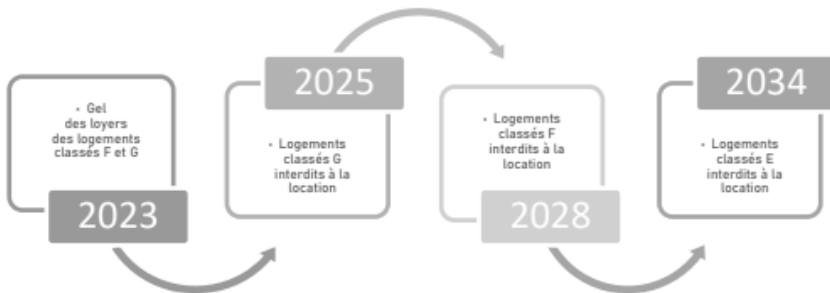 • Gel
des loyers
des logements
classés F et G
2023
2025
• Logements
classés G
interdits à la
location
• Logements
classés F
interdits à la
location
2028
2034
• Logements
classés E
interdits à la
location